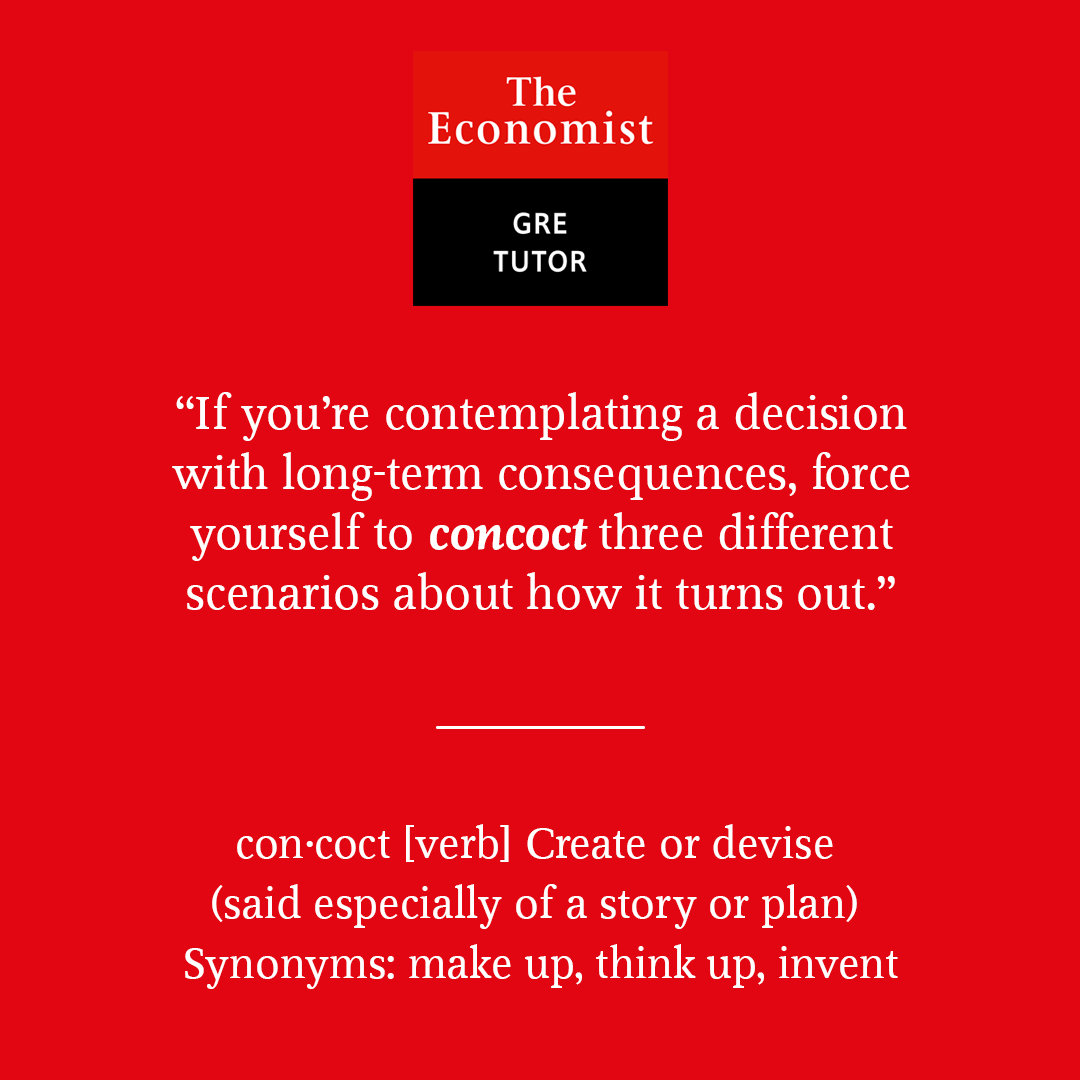 The
Economist
GRE
TUTOR
“If you’re contemplating a decision
with long-term consequences, force
yourself to concoct three different
scenarios about how it turns out.”
con·coct [verb] Create or devise
(said especially of a story or plan)
Synonyms: make up, think up, invent